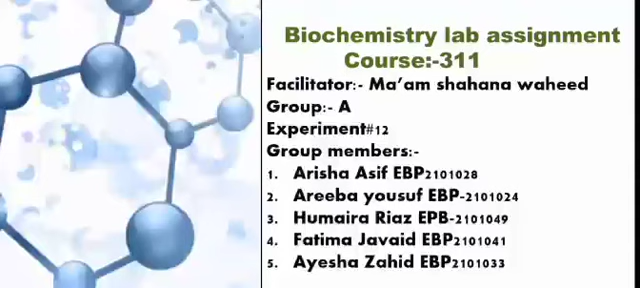 Biochemistry lab assignment
Course:-311
Facilitator:- Ma’am shahana waheed
Group:- A
Experiment#12
Group members:-
1. Arisha Asif EBP2101028
2. Areeba yousuf EBP-2101024
3. Humaira Riaz EPB-2101049
4. Fatima Javaid EBP2101041
5. Ayesha Zahid EBP2101033